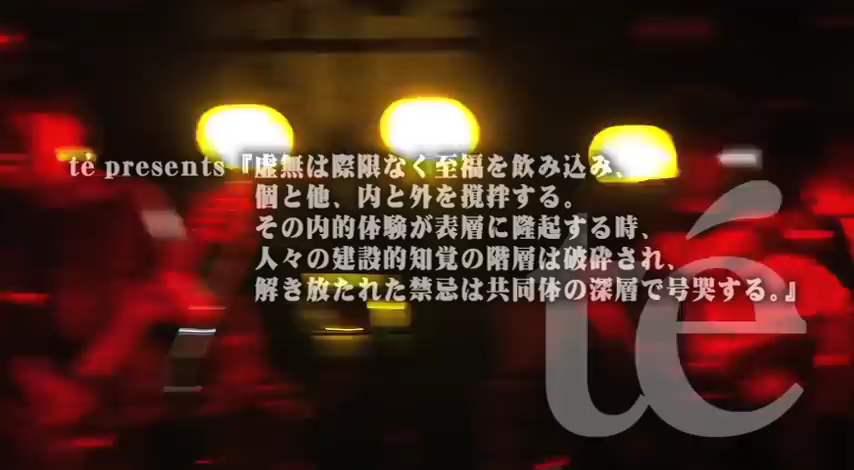 té presents『虚無は際限なく至福を飲み込み、
個と他、内と外を撹拌する。
その内的体験が表層に隆起する時、
人々の建設的知覚の階層は破砕され、
解き放たれた禁忌は共同体の深層で号哭する。』
té